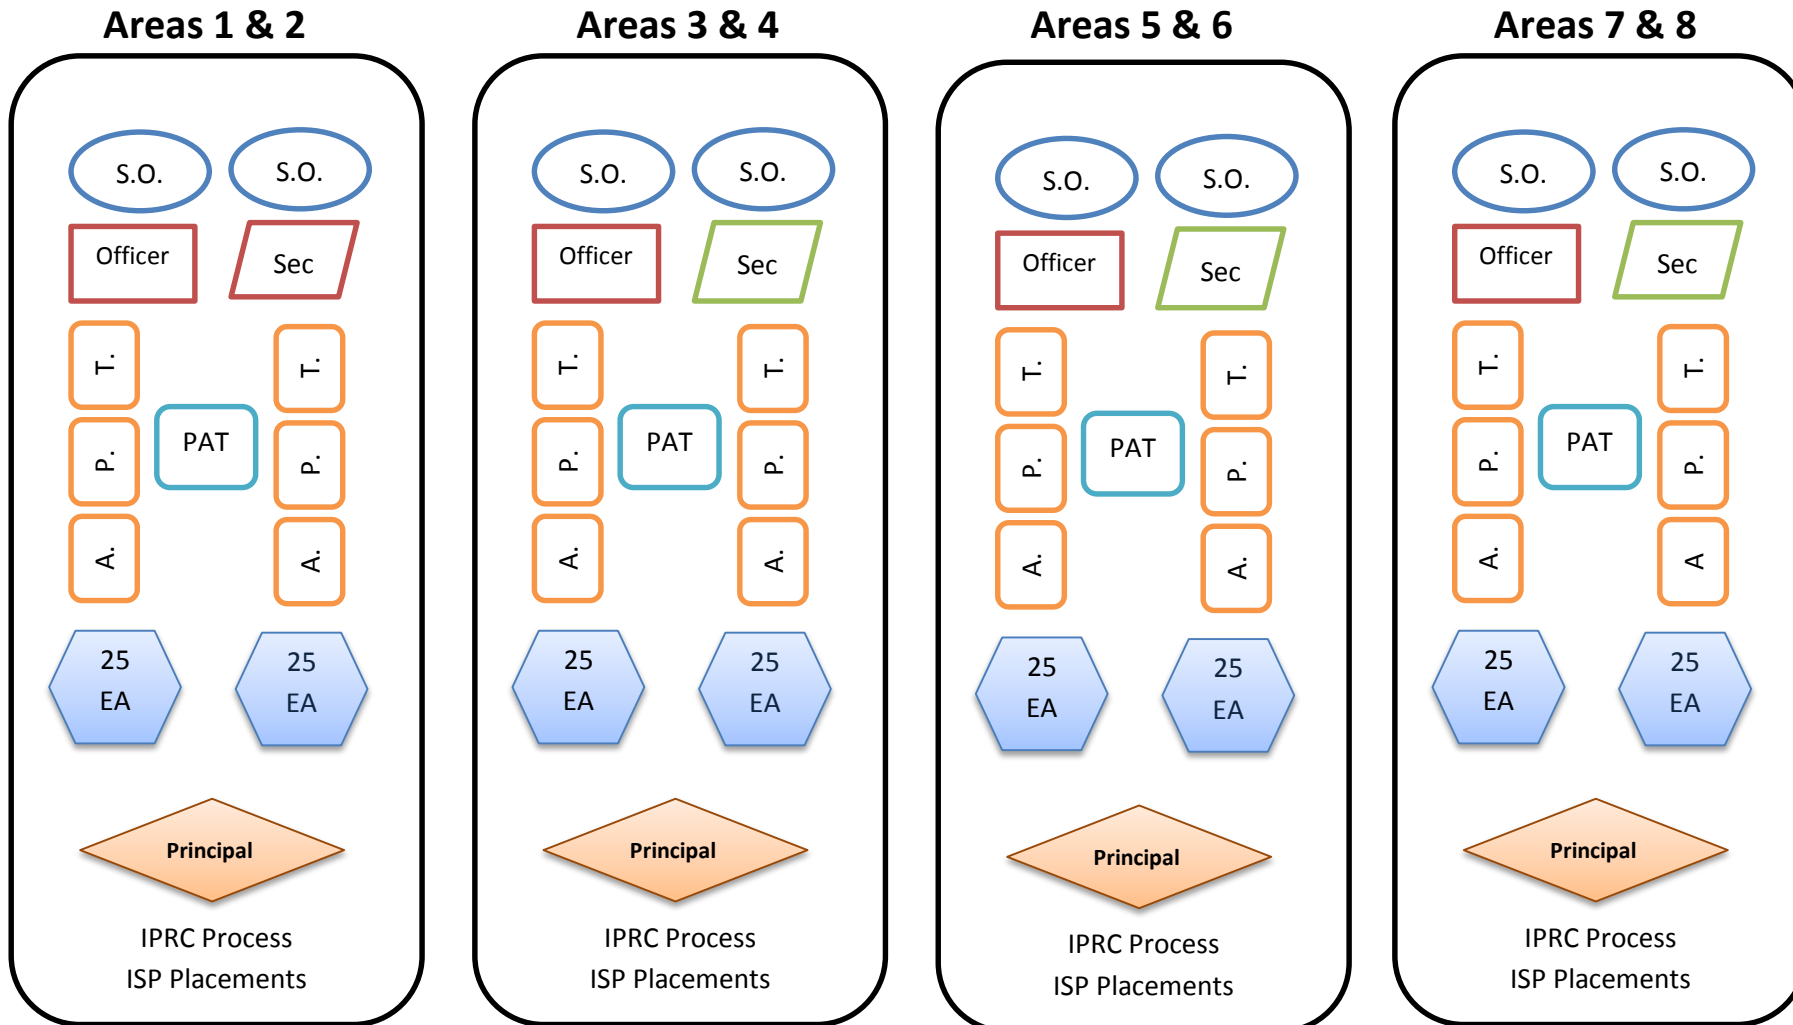 Areas 1 & 2
S.O.
S.O.
Officer
Sec
T.
T.
PAT
P.
P.
A.
A.
25
EA
25
EA
Principal
IPRC Process
ISP Placements
Areas 3 & 4
S.O.
S.O.
Officer
Sec
T.
T.
PAT
P.
P.
A.
A.
25
EA
25
EA
Principal
IPRC Process
ISP Placements
Areas 5 & 6
S.O.
S.O.
Officer
Sec
T.
T.
PAT
P.
P.
A.
A.
25
EA
25
EA
Principal
IPRC Process
ISP Placements
Areas 7 & 8
S.O.
S.O.
Officer
Sec
T.
T.
PAT
P.
P.
A.
A
25
EA
25
EA
Principal
IPRC Process
ISP Placements